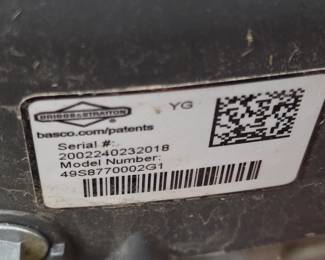 BRIGGS&STRATTON
YG
basco.com/patents
Serial #:
2002240232018
Model Number:
49S8770002G1